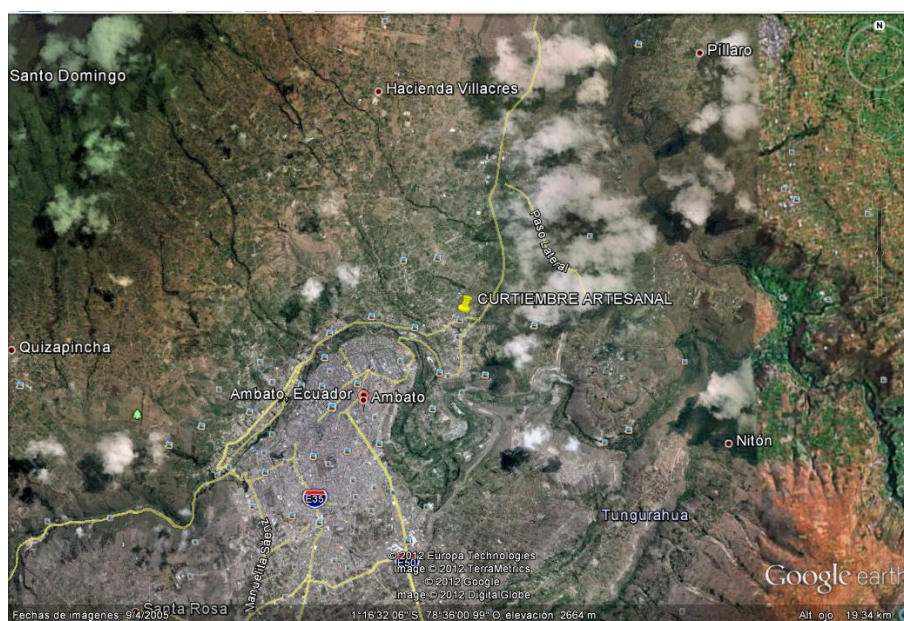 N
Píllaro
Santo Domingo
Hacienda Villacres
Paso Lateral
CURTIEMBRE ARTESANAL
Quizapincha
Ambato, Ecuador
Ambato
Nitón
E35
Tungurahua
Manuelita Sáenz
© 2012 Europa Technologies
E507
Image © 2012 TerraMetrics
© 2012 Google
Image © 2012 DigitalGlobe
Google earth
Santa Rosa
Fechas de imágenes: 9/4/2005
1°16'32.06" S 78°36'00.99" O elevación 2664 m
Alt. ojo 19.34 km